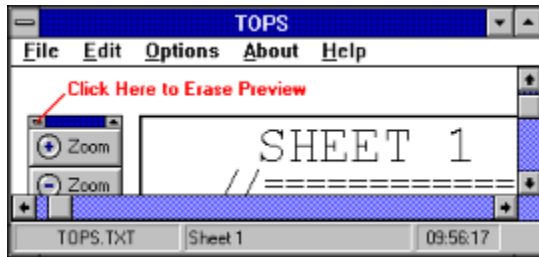 TOPS
File Edit Options About Help
Click Here to Erase Preview
Zoom
SHEET 1
Zoom
//============
TOPS.TXT Sheet 1 09:56:17